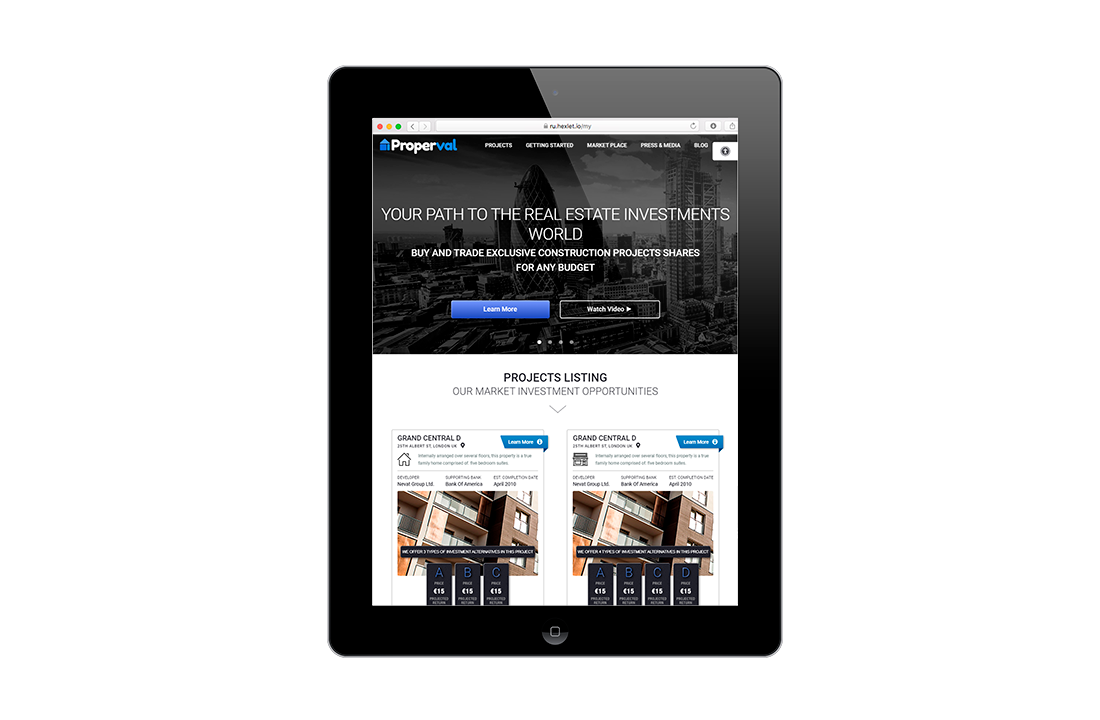 ru.hexlet.io/my
Properval
PROJECTS GETTING STARTED MARKET PLACE PRESS & MEDIA BLOG
YOUR PATH TO THE REAL ESTATE INVESTMENTS
WORLD
BUY AND TRADE EXCLUSIVE CONSTRUCTION PROJECTS SHARES
FOR ANY BUDGET
Learn More Watch Video
PROJECTS LISTING
OUR MARKET INVESTMENT OPPORTUNITIES
GRAND CENTRAL D
25TH ALBERT ST, LONDON UK
Learn More
Internally arranged over several floors, this property is a true
family home comprised of five bedroom suites.
DEVELOPER SUPPORTING BANK EST. COMPLETION DATE
Nevat Group Ltd. Bank Of America April 2010
WE OFFER 3 TYPES OF INVESTMENT ALTERNATIVES IN THIS PROJECT
A B C
PRICE PRICE PRICE
€15 €15 €15
PROJECTED PROJECTED PROJECTED
RETURN RETURN RETURN
GRAND CENTRAL D
25TH ALBERT ST, LONDON UK
Learn More
Internally arranged over several floors, this property is a true
family home comprised of five bedroom suites.
DEVELOPER SUPPORTING BANK EST. COMPLETION DATE
Nevat Group Ltd. Bank Of America April 2010
WE OFFER 4 TYPES OF INVESTMENT ALTERNATIVES IN THIS PROJECT
A B C D
PRICE PRICE PRICE PRICE
€15 €15 €15 €15
PROJECTED PROJECTED PROJECTED PROJECTED
RETURN RETURN RETURN RETURN